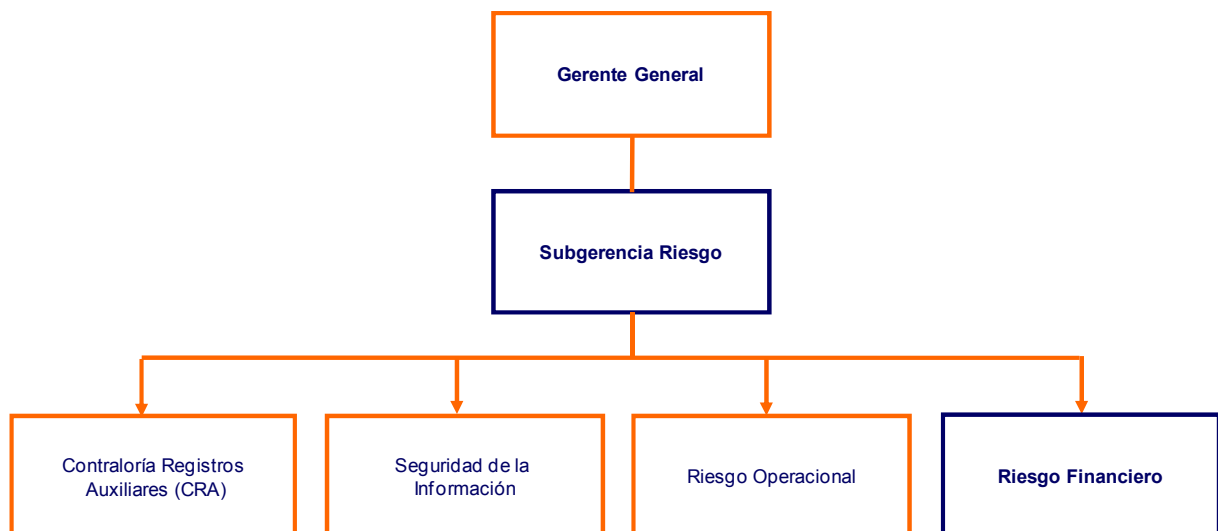 Gerente General
Subgerencia Riesgo
Contraloría Registros
Auxiliares (CRA)
Seguridad de la
Información
Riesgo Operacional
Riesgo Financiero